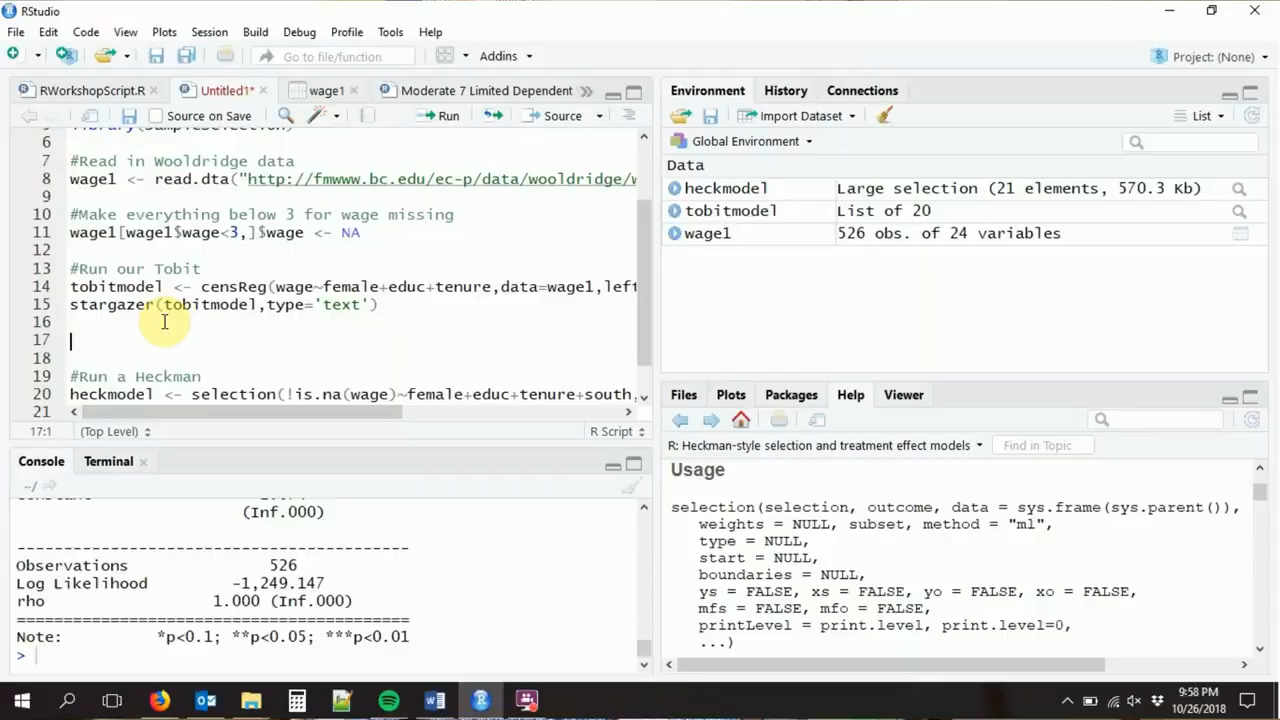 RStudio
File Edit Code View Plots Session Build Debug Profile Tools Help
Go to file/function Addins Project: (None)
RWorkshopScript.R Untitled1* wage1 Moderate 7 Limited Dependent
Source on Save Run Source
6
7 #Read in Wooldridge data
8 wage1 <- read.dta("http://fmwww.bc.edu/ec-p/data/wooldridge/w
9
10 #Make everything below 3 for wage missing
11 wage1[wage1$wage<3,]$wage <- NA
12
13 #Run our Tobit
14 tobitmodel <- censReg(wage~female+educ+tenure,data=wage1,left
15 stargazer(tobitmodel,type='text')
16
17
18
19 #Run a Heckman
20 heckmodel <- selection(!is.na(wage)~female+educ+tenure+south,
21
17:1 (Top Level) R Script
Console Terminal
~/
(Inf.000)
-----------------------------------------
Observations 526
Log Likelihood -1,249.147
rho 1.000 (Inf.000)
=========================================
Note: *p<0.1; **p<0.05; ***p<0.01
>
Environment History Connections
Import Dataset List
Global Environment
Data
heckmodel Large selection (21 elements, 570.3 Kb)
tobitmodel List of 20
wage1 526 obs. of 24 variables
Files Plots Packages Help Viewer
R: Heckman-style selection and treatment effect models Find in Topic
Usage
selection(selection, outcome, data = sys.frame(sys.parent()),
weights = NULL, subset, method = "ml",
type = NULL,
start = NULL,
boundaries = NULL,
ys = FALSE, xs = FALSE, yo = FALSE, xo = FALSE,
mfs = FALSE, mfo = FALSE,
printLevel = print.level, print.level=0,
...)
9:58 PM
10/26/2018